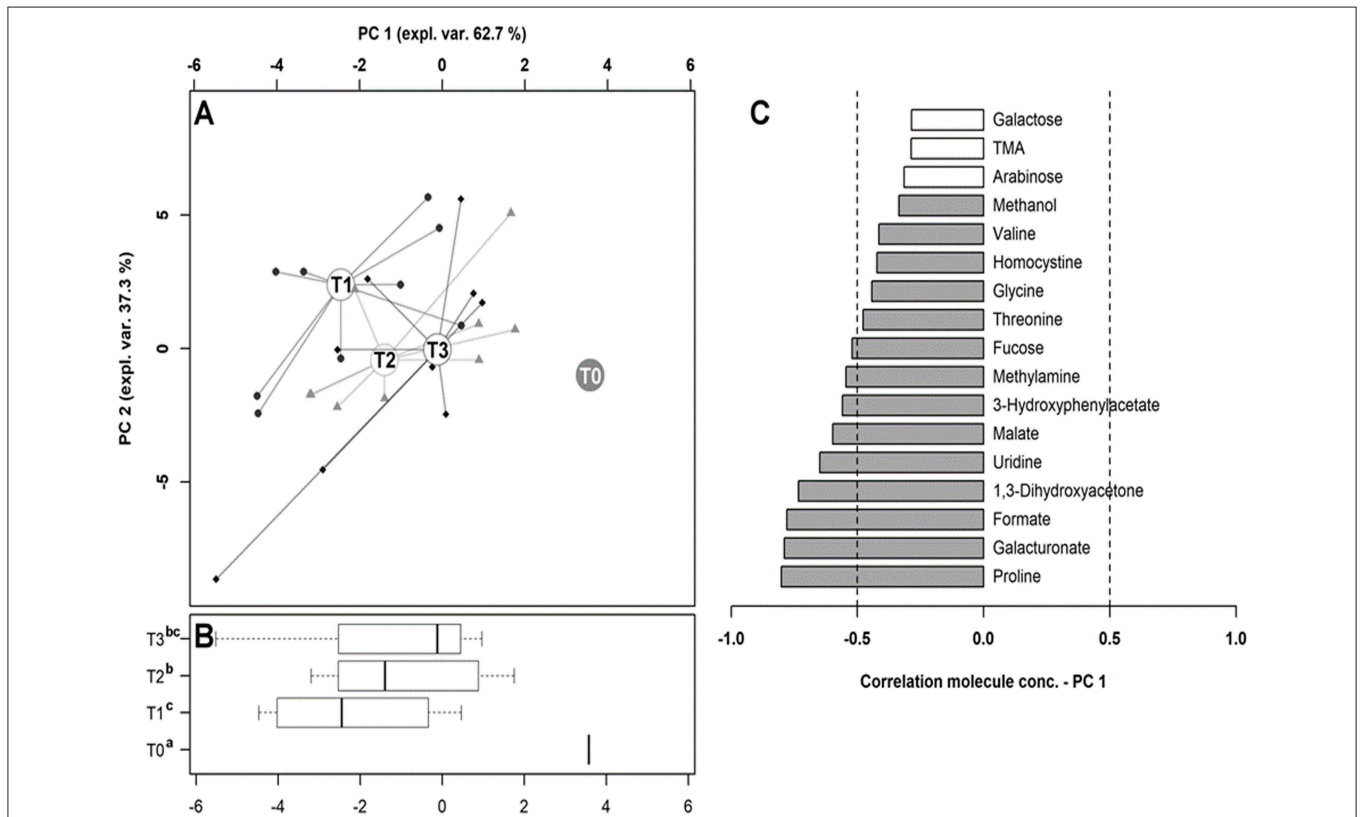 PC 1 (expl. var. 62.7 %)
-6 -4 -2 0 2 4 6
A
PC 2 (expl. var. 37.3 %)
5
0
-5
T1
T2
T3
T0
B
T3bc
T2b
T1c
T0a
-6 -4 -2 0 2 4 6
C
Galactose
TMA
Arabinose
Methanol
Valine
Homocystine
Glycine
Threonine
Fucose
Methylamine
3-Hydroxyphenylacetate
Malate
Uridine
1,3-Dihydroxyacetone
Formate
Galacturonate
Proline
-1.0 -0.5 0.0 0.5 1.0
Correlation molecule conc. - PC 1